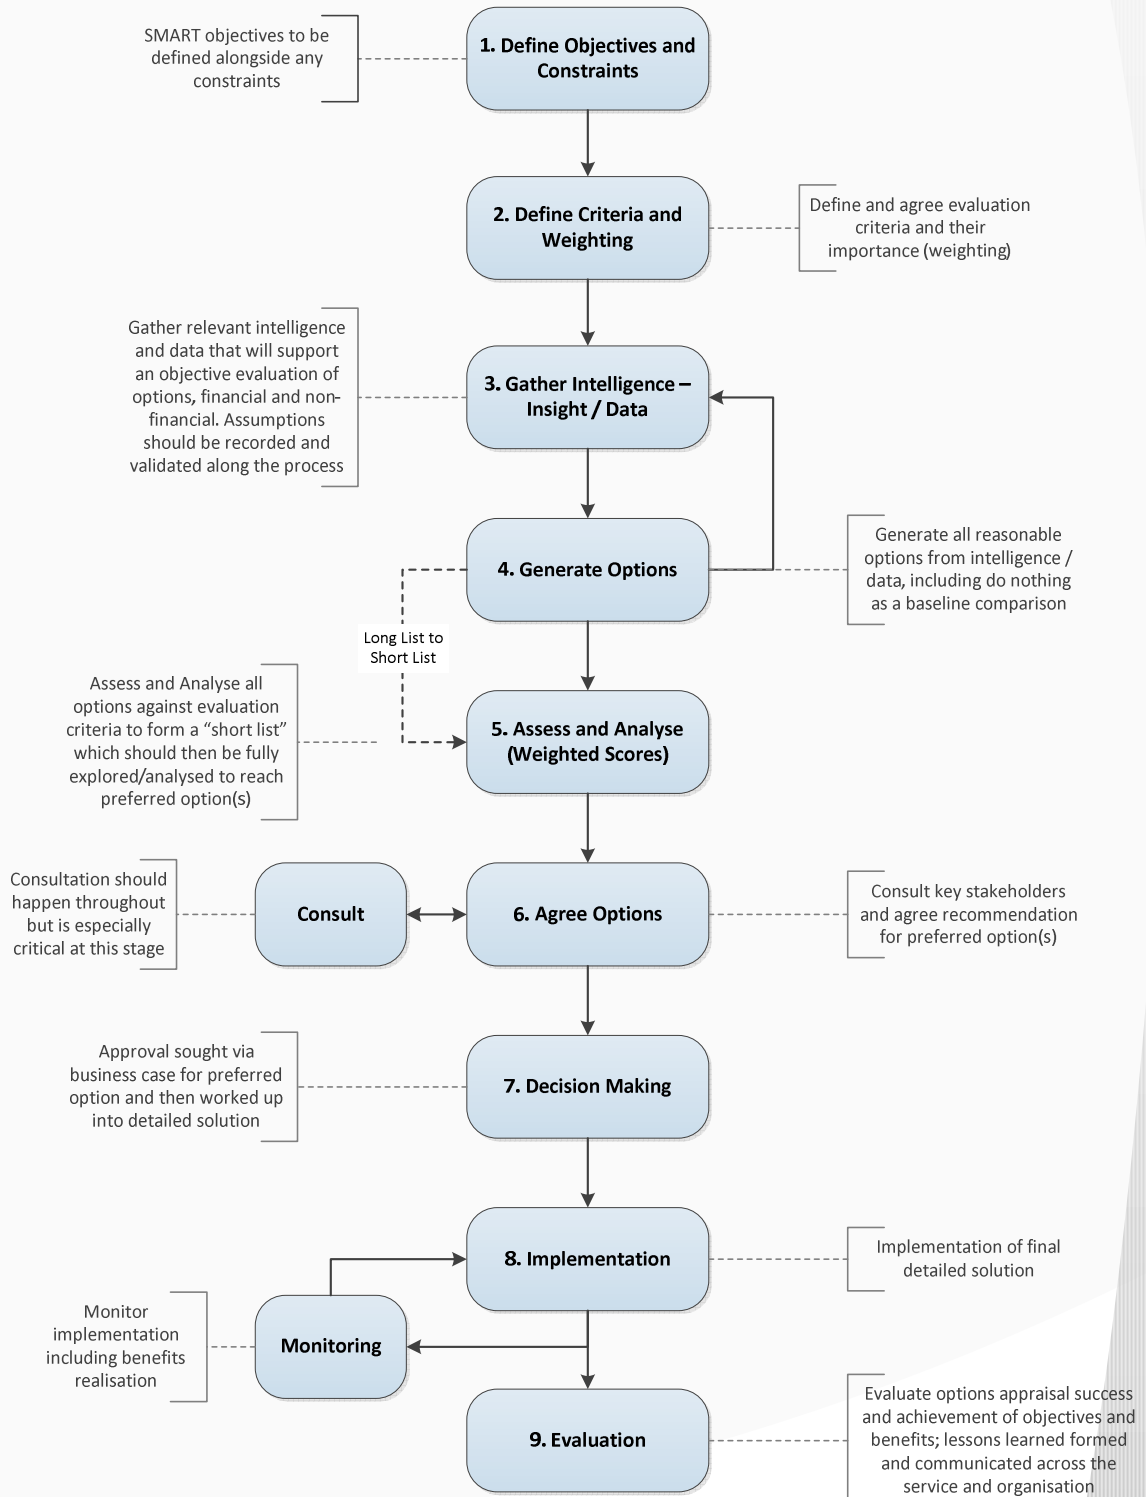 SMART objectives to be
defined alongside any
constraints
1. Define Objectives and
Constraints
2. Define Criteria and
Weighting
Define and agree evaluation
criteria and their
importance (weighting)
Gather relevant intelligence
and data that will support
an objective evaluation of
options, financial and non-
financial. Assumptions
should be recorded and
validated along the process
3. Gather Intelligence –
Insight / Data
4. Generate Options
Generate all reasonable
options from intelligence /
data, including do nothing
as a baseline comparison
Long List to
Short List
Assess and Analyse all
options against evaluation
criteria to form a “short list”
which should then be fully
explored/analysed to reach
preferred option(s)
5. Assess and Analyse
(Weighted Scores)
Consultation should
happen throughout
but is especially
critical at this stage
Consult
6. Agree Options
Consult key stakeholders
and agree recommendation
for preferred option(s)
Approval sought via
business case for preferred
option and then worked up
into detailed solution
7. Decision Making
8. Implementation
Implementation of final
detailed solution
Monitor
implementation
including benefits
realisation
Monitoring
9. Evaluation
Evaluate options appraisal success
and achievement of objectives and
benefits; lessons learned formed
and communicated across the
service and organisation